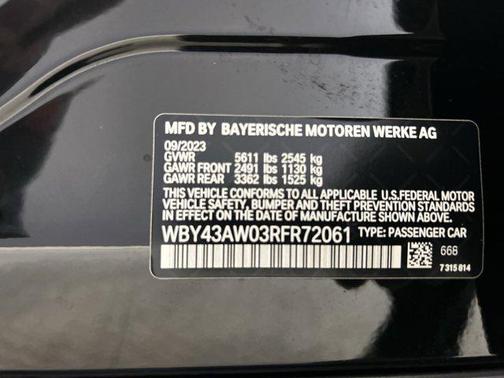 MFD BY BAYERISCHE MOTOREN WERKE AG
09/2023
GVWR 5611 lbs 2545 kg
GAWR FRONT 2491 lbs 1130 kg
GAWR REAR 3362 lbs 1525 kg
THIS VEHICLE CONFORMS TO ALL APPLICABLE U.S.FEDERAL MOTOR
VEHICLE SAFETY, BUMPER AND THEFT PREVENTION STANDARDS
IN EFFECT ON THE DATE OF MANUFACTURE SHOWN ABOVE.
WBY43AW03RFR72061 TYPE: PASSENGER CAR
668
7 315 814